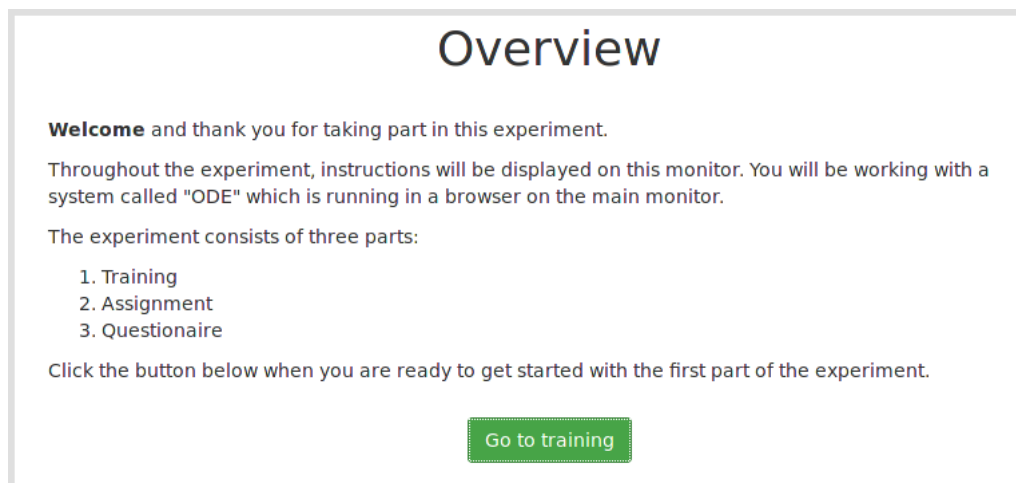 Overview
Welcome and thank you for taking part in this experiment.
Throughout the experiment, instructions will be displayed on this monitor. You will be working with a
system called "ODE" which is running in a browser on the main monitor.
The experiment consists of three parts:
1. Training
2. Assignment
3. Questionaire
Click the button below when you are ready to get started with the first part of the experiment.
Go to training